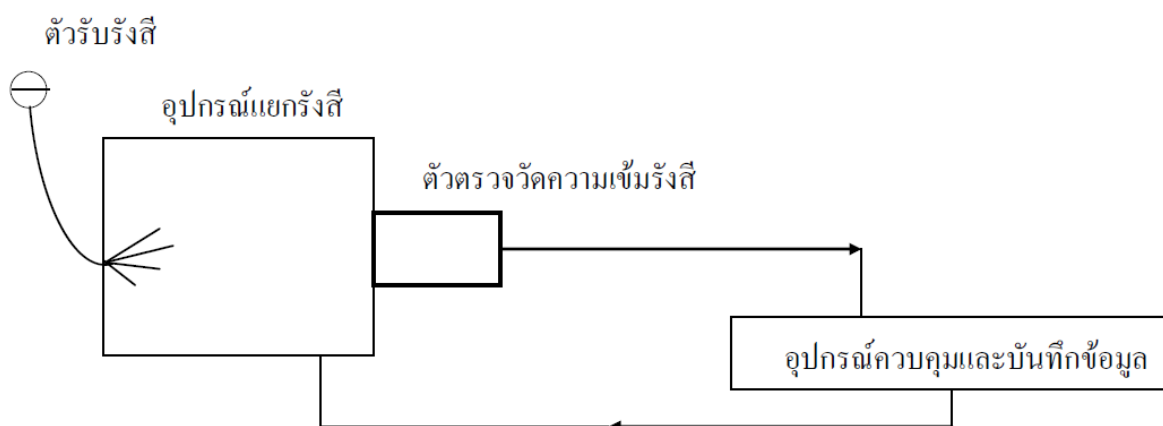 ตัวรับรังสี
อุปกรณ์แยกรังสี
ตัวตรวจวัดความเข้มรังสี
อุปกรณ์ควบคุมและบันทึกข้อมูล